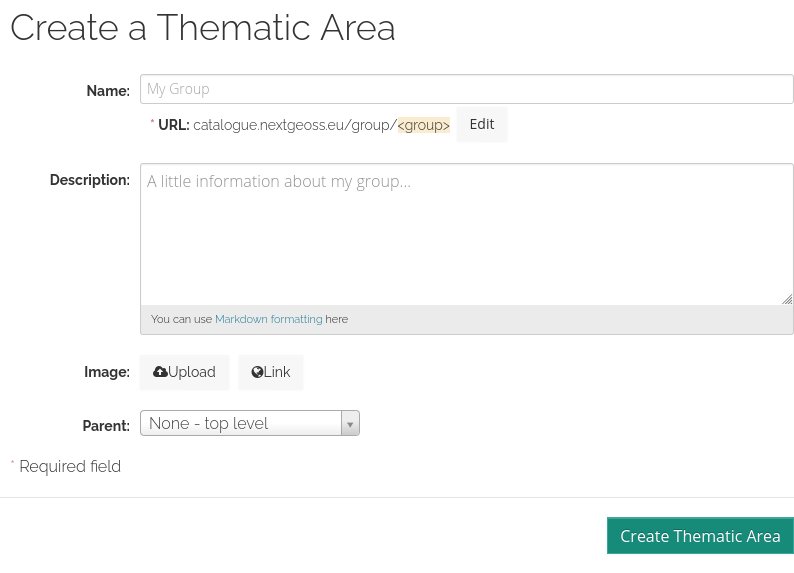 Create a Thematic Area
Name: My Group
* URL: catalogue.nextgeoss.eu/group/<group> Edit
Description: A little information about my group...
You can use Markdown formatting here
Image: Upload Link
Parent: None - top level
* Required field
Create Thematic Area